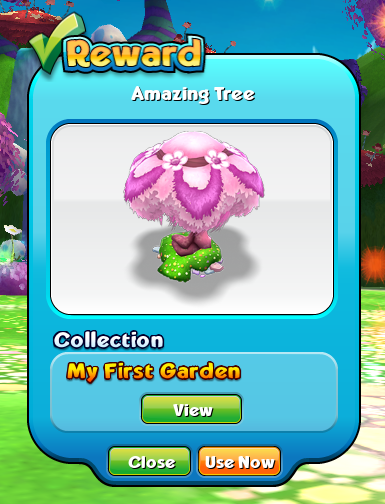 Reward
Amazing Tree
Collection
My First Garden
View
Close
Use Now